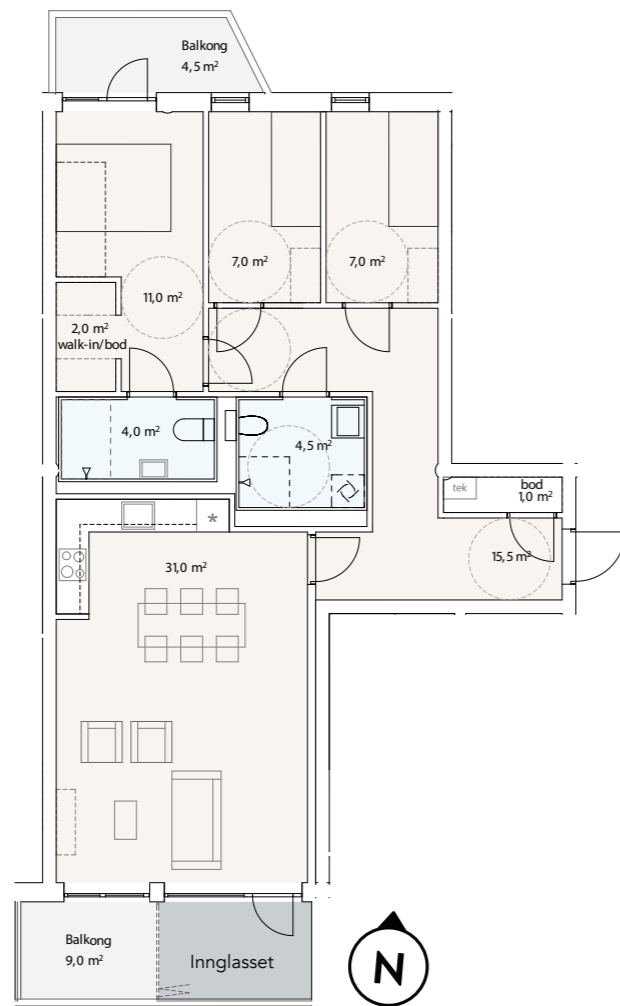 Balkong
4,5 m²
7,0 m²
7,0 m²
11,0 m²
2,0 m²
walk-in/bod
4,0 m²
4,5 m²
tek
bod
1,0 m²
15,5 m²
*
31,0 m²
Balkong
9,0 m²
Innglasset
N